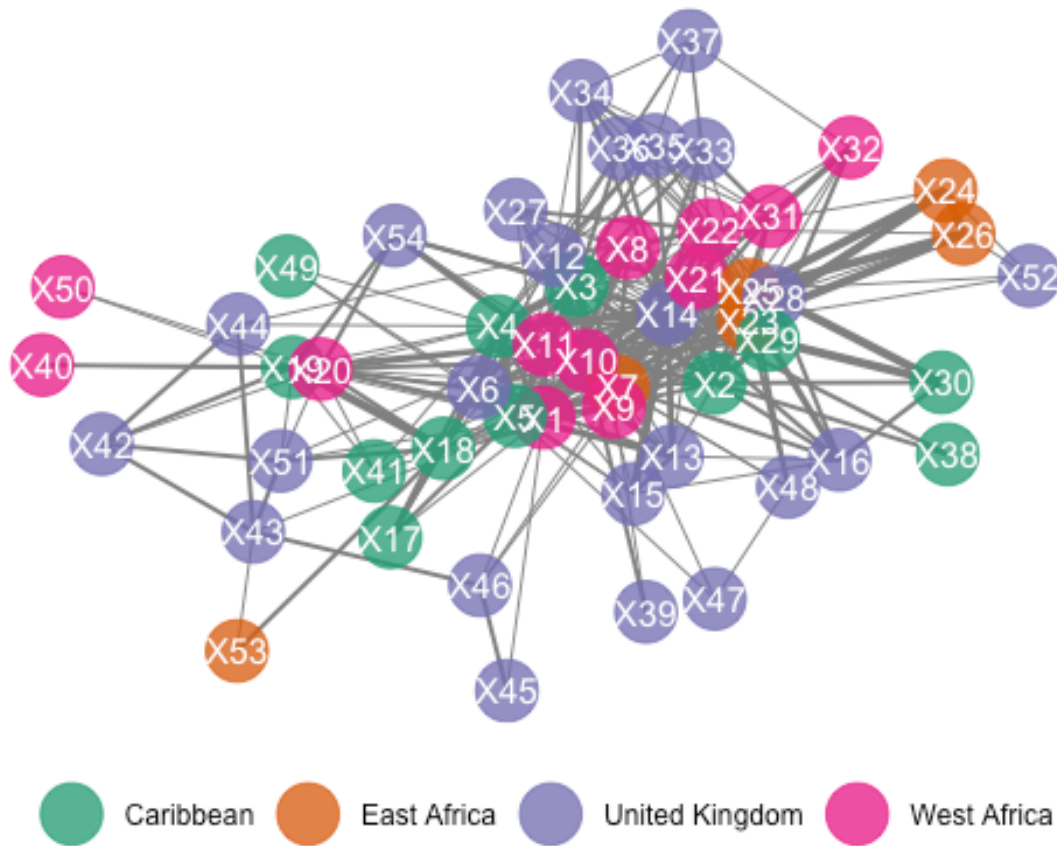 X37
X34
X36 X35 X33 X32
X24
X27 X22 X31
X54 X12 X8 X26
X49 X3 X21 X52
X50 X25 X28
X44 X4 X14 X23
X40 X19 X20 X11 X10 X29
X6 X7 X2 X30
X5 X1 X9
X42 X51 X41 X18 X13 X16 X38
X15 X48
X43 X17
X46 X39 X47
X53
X45
Caribbean East Africa United Kingdom West Africa